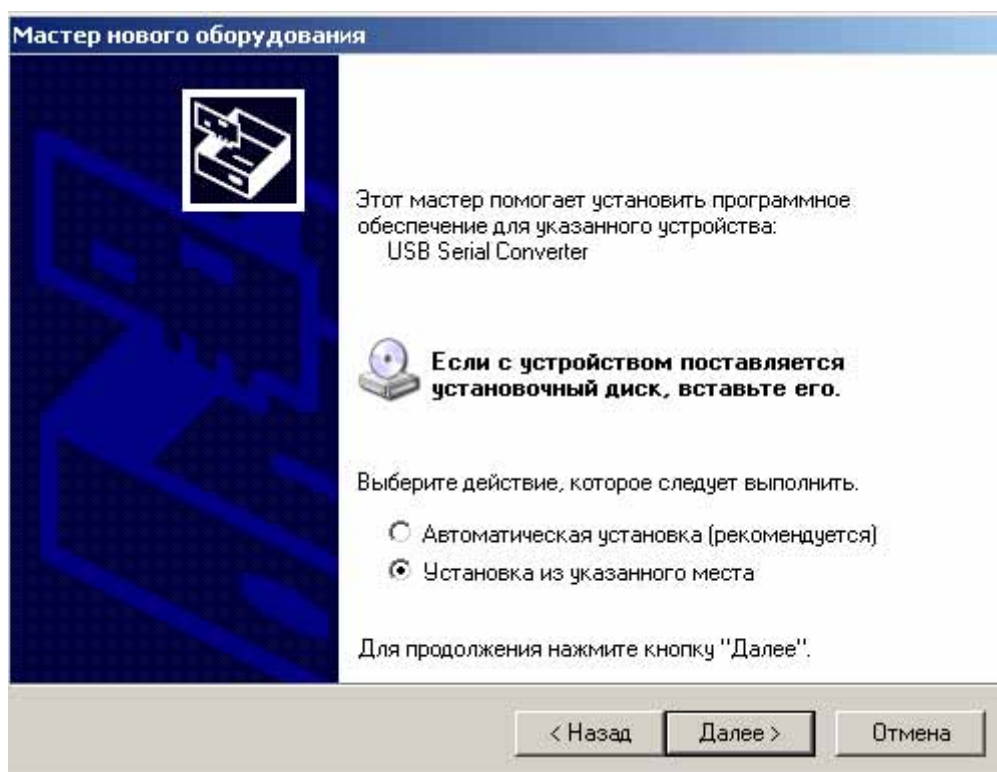 Мастер нового оборудования
Этот мастер помогает установить программное
обеспечение для указанного устройства:
USB Serial Converter
Если с устройством поставляется
установочный диск, вставьте его.
Выберите действие, которое следует выполнить.
Автоматическая установка (рекомендуется)
Установка из указанного места
Для продолжения нажмите кнопку "Далее".
< Назад
Далее >
Отмена